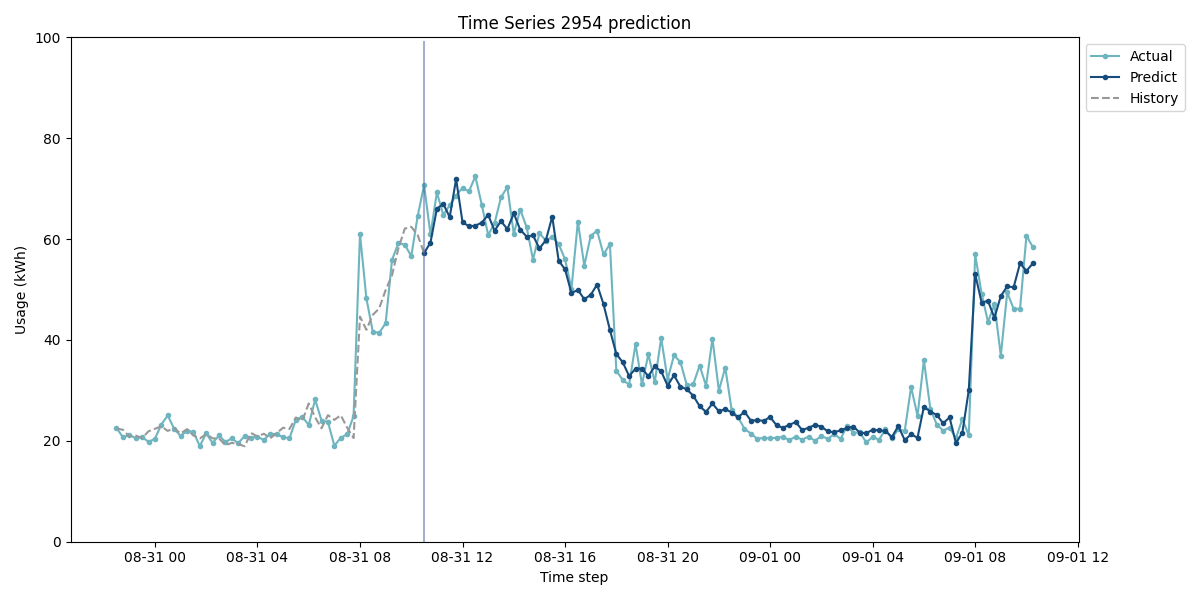 Time Series 2954 prediction
100
80
60
40
20
0
Usage (kWh)
08-31 00
08-31 04
08-31 08
08-31 12
08-31 16
08-31 20
09-01 00
09-01 04
09-01 08
09-01 12
Time step
Actual
Predict
History